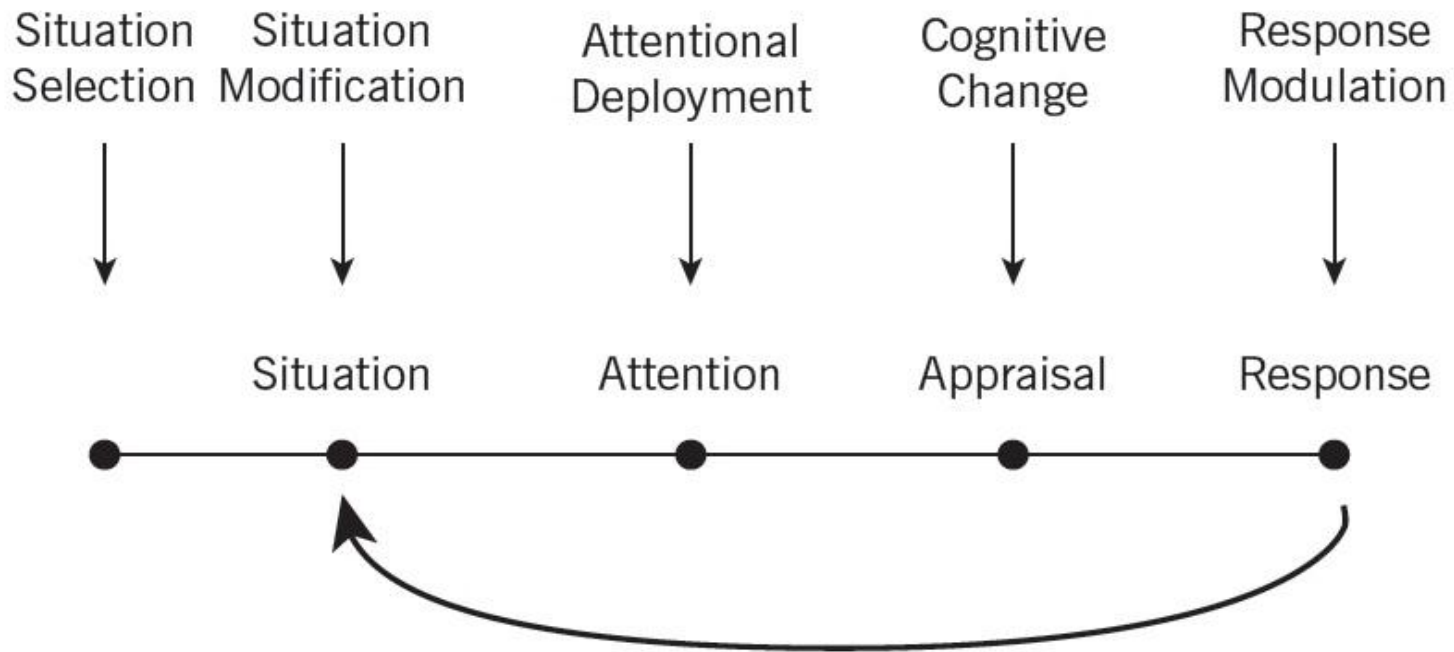 Situation
Selection
Situation
Modification
Attentional
Deployment
Cognitive
Change
Response
Modulation
Situation
Attention
Appraisal
Response